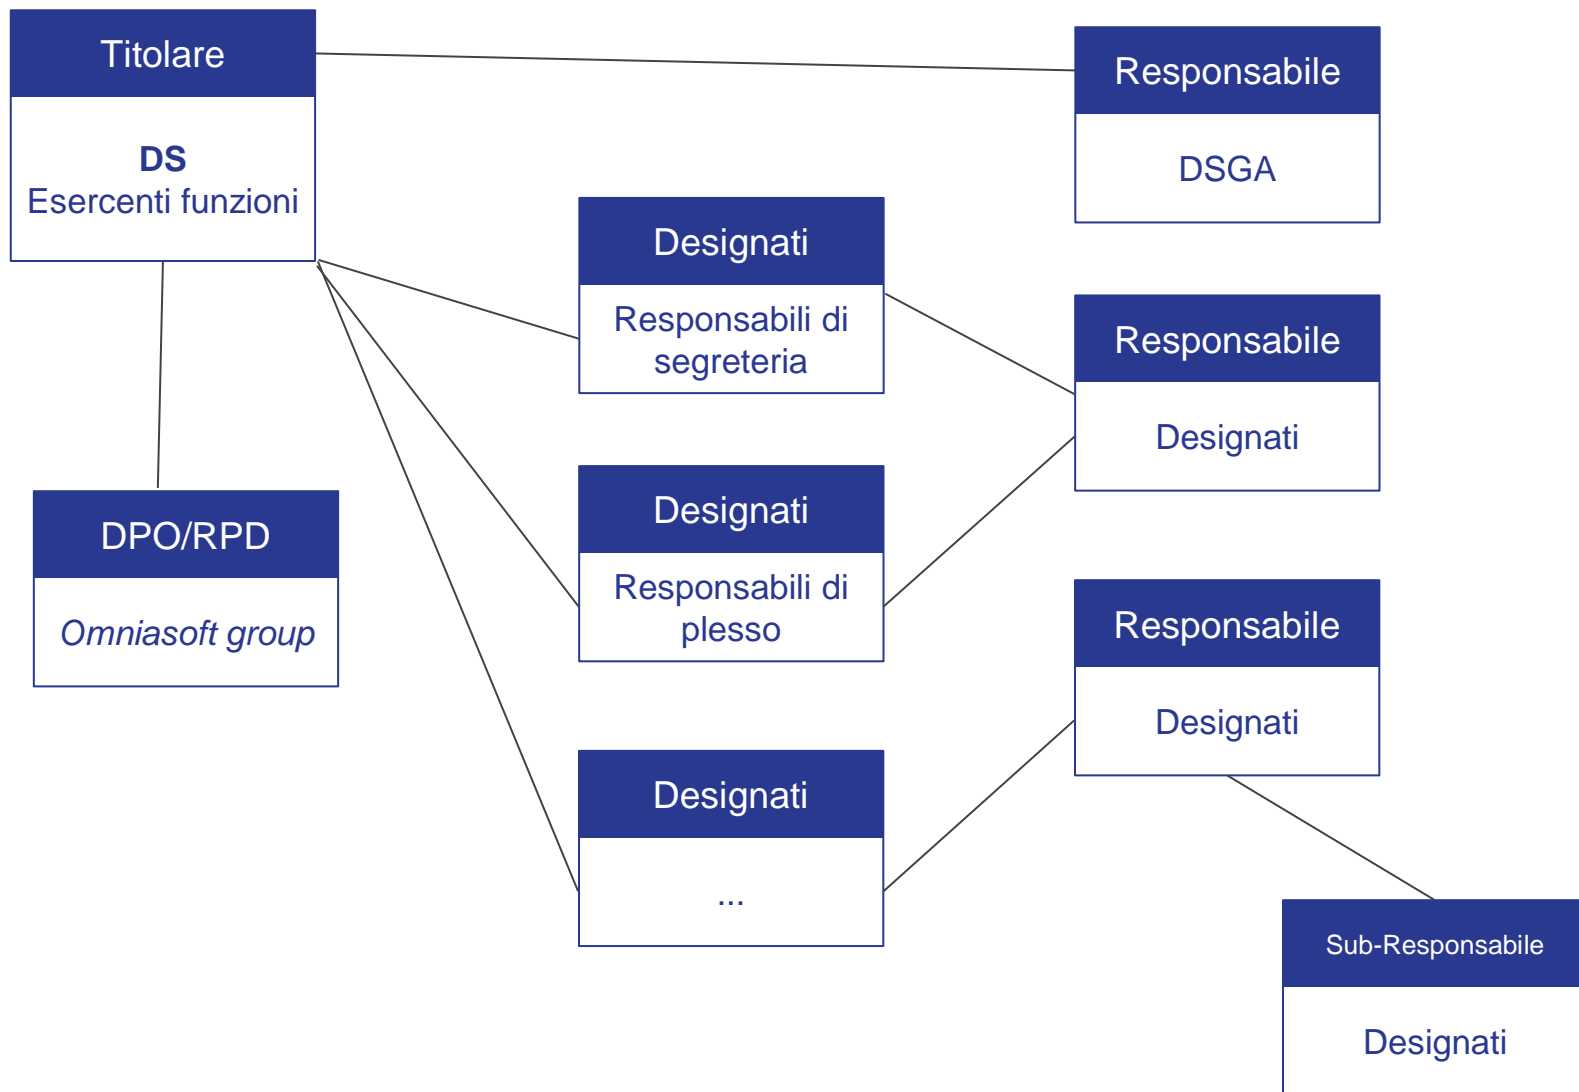 Titolare
DS
Esercenti funzioni
Responsabile
DSGA
Designati
Responsabili di
segreteria
Responsabile
Designati
DPO/RPD
Omniasoft group
Designati
Responsabili di
plesso
Responsabile
Designati
Designati
...
Sub-Responsabile
Designati